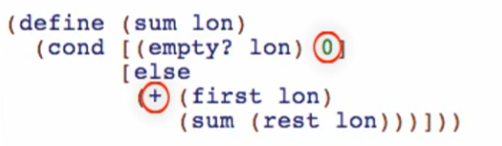 (define (sum lon)
(cond [(empty? lon) 0]
[else
(+ (first lon)
(sum (rest lon)))]))